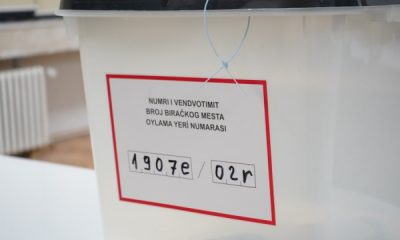 NUMRI I VENDVOTIMIT
BROJ BIRAČKOG MESTA
OYLAMA YERİ NUMARASI
1907e / 02r